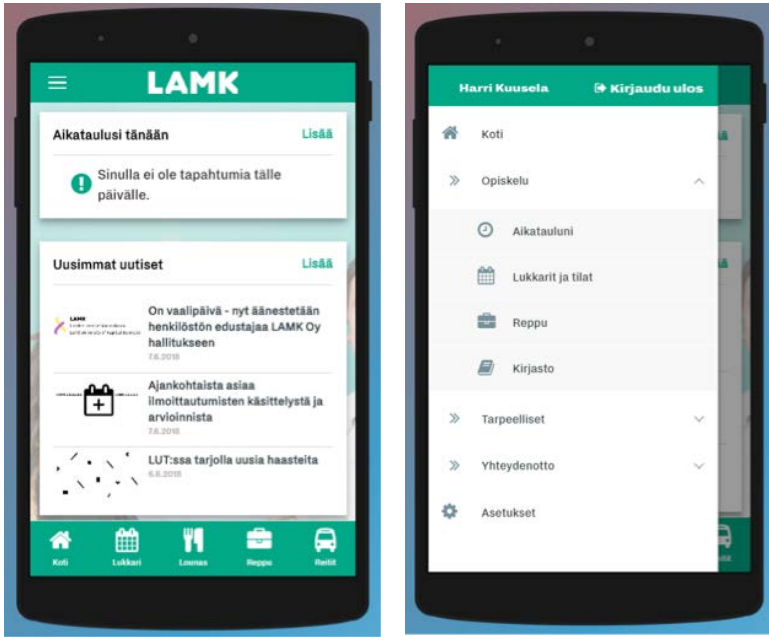 LAMK
Aikataulusi tänään Lisää
Sinulla ei ole tapahtumia tälle
päivälle.
Uusimmat uutiset Lisää
LAMK
On vaalipäivä - nyt äänestetään
henkilöstön edustajaa LAMK Oy
hallitukseen
7.6.2018
Ajankohtaista asiaa
ilmoittautumisten käsittelystä ja
arvioinnista
7.6.2018
LUT:ssa tarjolla uusia haasteita
6.6.2018
Koti Lukkari Lounas Reppu Reitit
Harri Kuusela Kirjaudu ulos
Koti
Opiskelu
Aikatauluni
Lukkarit ja tilat
Reppu
Kirjasto
Tarpeelliset
Yhteydenotto
Asetukset